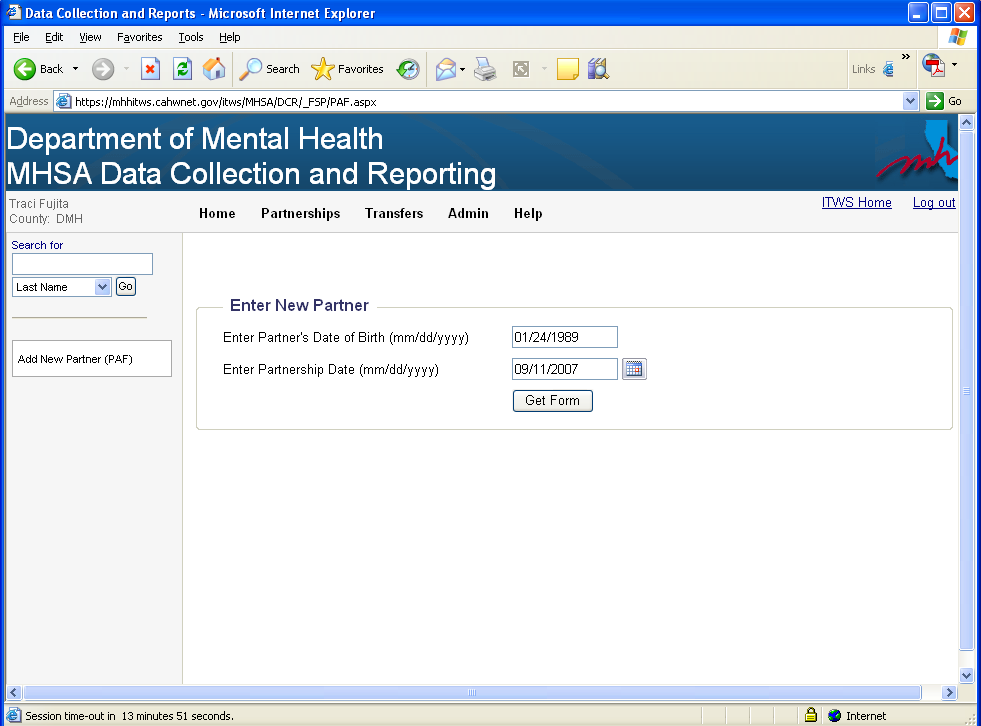 Data Collection and Reports - Microsoft Internet Explorer
File Edit View Favorites Tools Help
Back Search Favorites Links »
Address https://mhhitws.cahwnet.gov/itws/MHSA/DCR/_FSP/PAF.aspx Go
Department of Mental Health
MHSA Data Collection and Reporting
mh
Traci Fujita
County: DMH
Home Partnerships Transfers Admin Help
ITWS Home Log out
Search for
Last Name Go
Add New Partner (PAF)
Enter New Partner
Enter Partner's Date of Birth (mm/dd/yyyy) 01/24/1989
Enter Partnership Date (mm/dd/yyyy) 09/11/2007
Get Form
Session time-out in 13 minutes 51 seconds. Internet